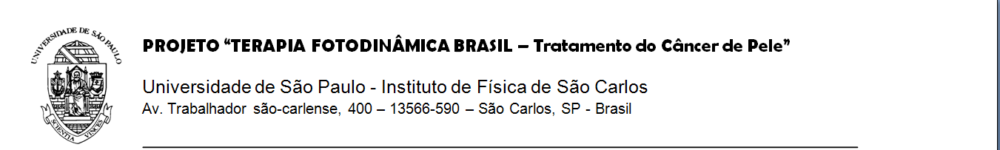 UNIVERSIDADE DE SÃO PAULO
SCIENTIA VINCES
PROJETO “TERAPIA FOTODINÂMICA BRASIL – Tratamento do Câncer de Pele”
Universidade de São Paulo - Instituto de Física de São Carlos
Av. Trabalhador são-carlense, 400 – 13566-590 – São Carlos, SP - Brasil